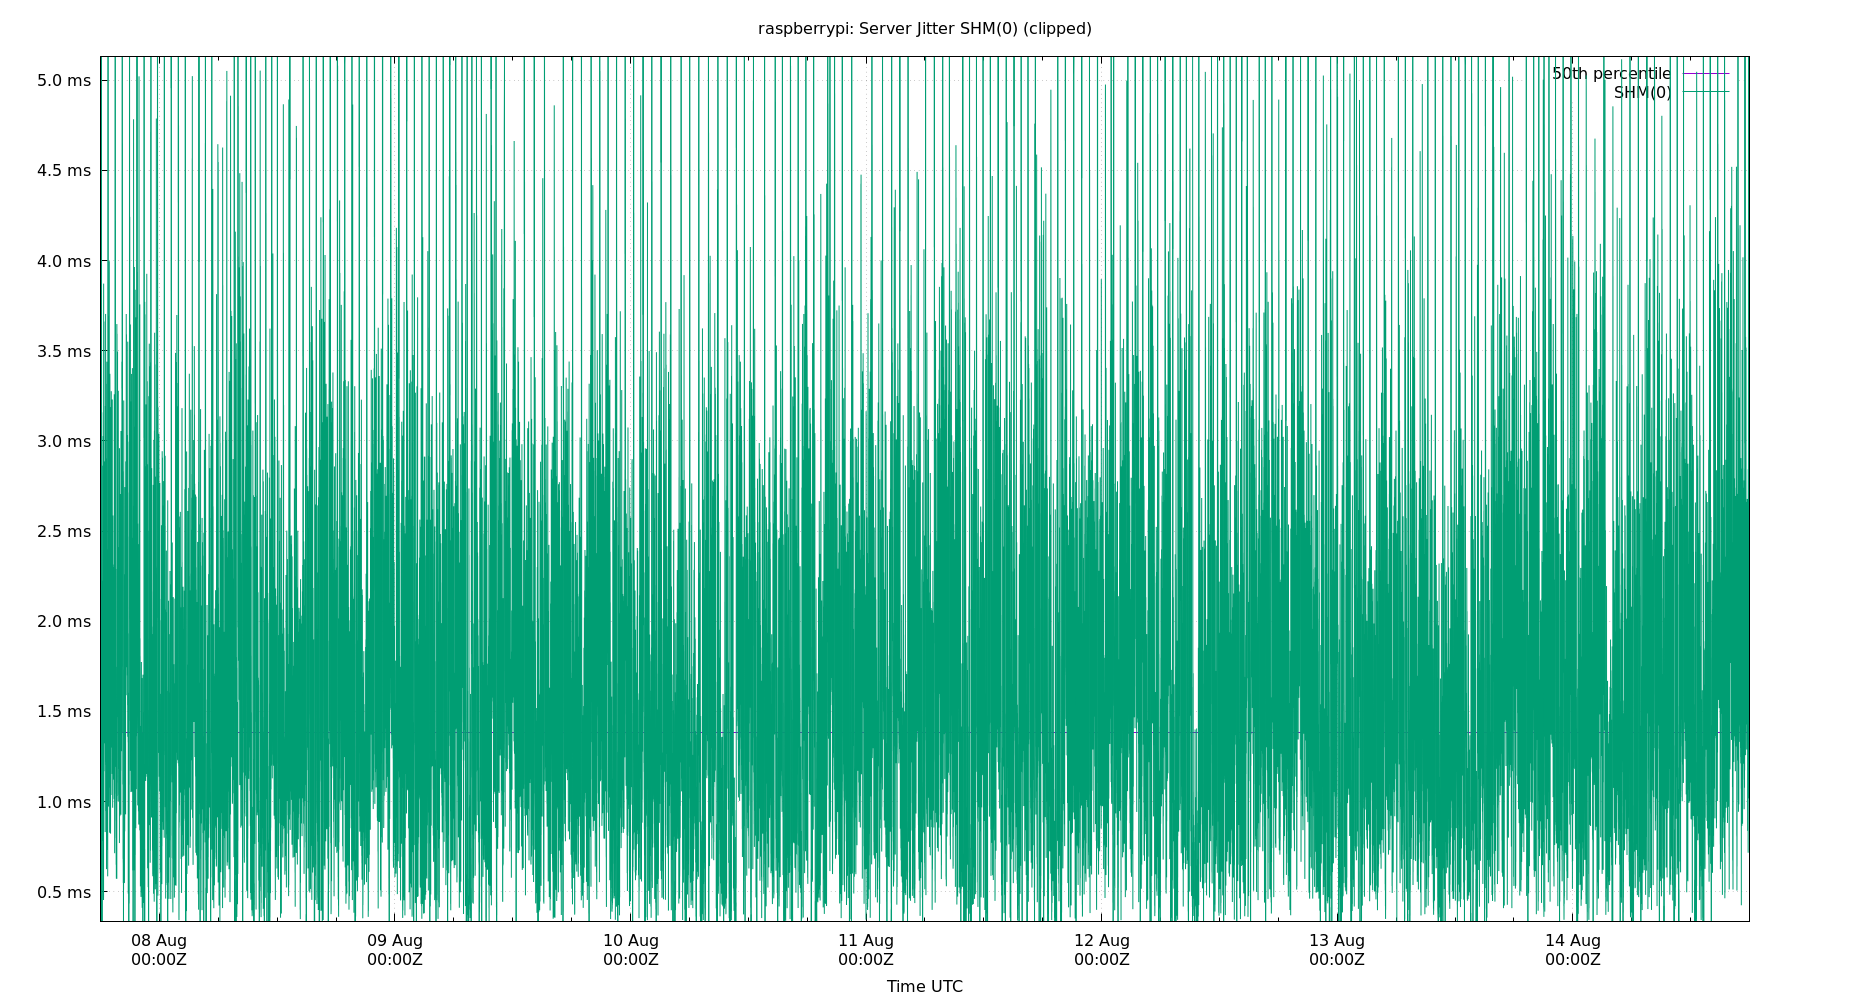 raspberrypi: Server Jitter SHM(0) (clipped)
50th percentile
SHM(0)
5.0 ms
4.5 ms
4.0 ms
3.5 ms
3.0 ms
2.5 ms
2.0 ms
1.5 ms
1.0 ms
0.5 ms
08 Aug 09 Aug 10 Aug 11 Aug 12 Aug 13 Aug 14 Aug
00:00Z 00:00Z 00:00Z 00:00Z 00:00Z 00:00Z 00:00Z
Time UTC